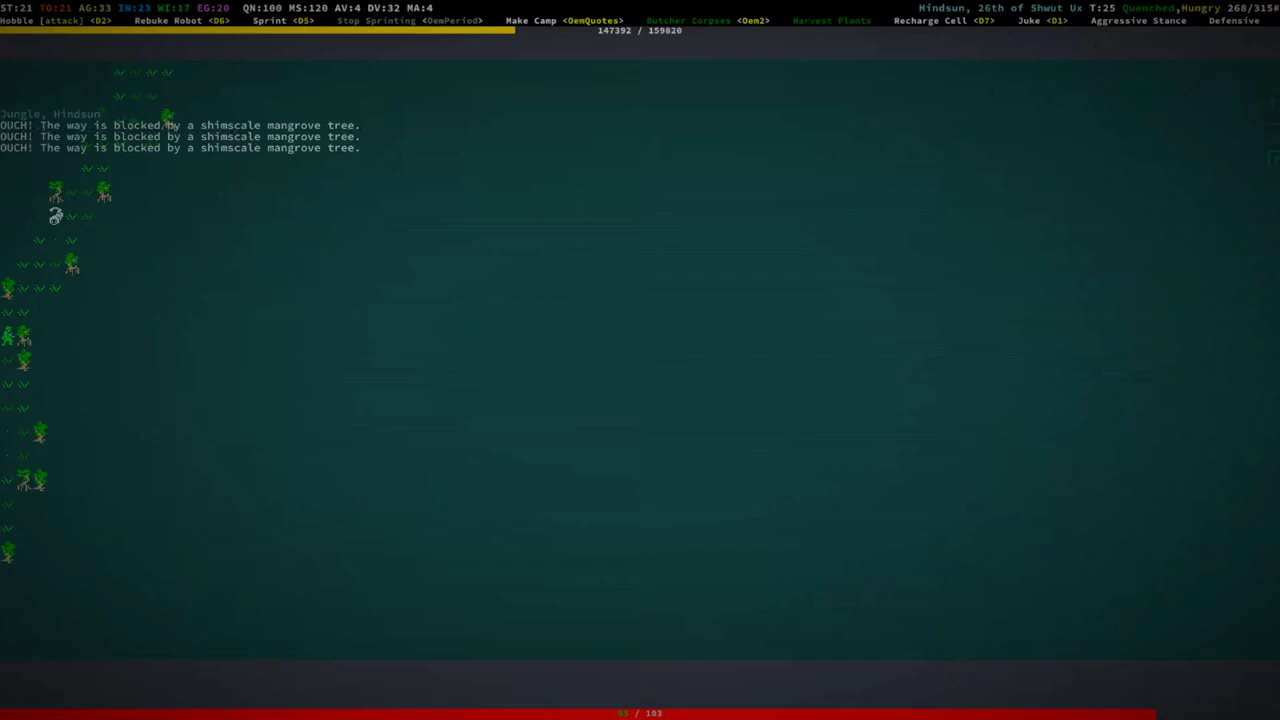 ST:21 TO:21 AG:33 IN:23 WI:17 EG:20 QN:100 MS:120 AV:4 DV:32 MA:4 Hindsun, 26th of Shwut Ux T:25 Quenched,Hungry 268/315#
Hobble [attack] <D2> Rebuke Robot <D6> Sprint <D5> Stop Sprinting <OemPeriod> Make Camp <OemQuotes> Butcher Corpses <Oem2> Harvest Plants Recharge Cell <D7> Juke <D1> Aggressive Stance Defensive
147392 / 159820
Jungle, Hindsun
OUCH! The way is blocked by a shimscale mangrove tree.
OUCH! The way is blocked by a shimscale mangrove tree.
OUCH! The way is blocked by a shimscale mangrove tree.
93 / 103